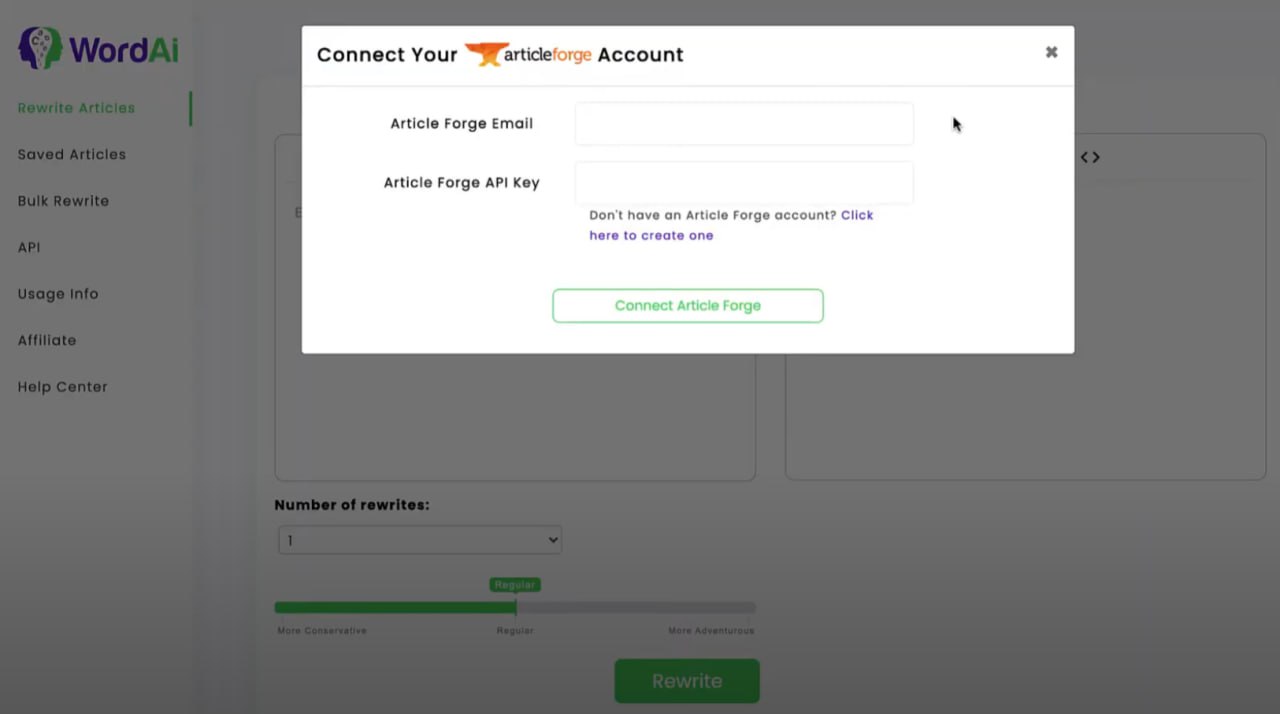 WordAi
Rewrite Articles
Saved Articles
Bulk Rewrite
API
Usage Info
Affiliate
Help Center
Connect Your articleforge Account
✖
Article Forge Email
Article Forge API Key
Don't have an Article Forge account? Click
here to create one
Connect Article Forge
E
<>
Number of rewrites:
1
Regular
More Conservative Regular More Adventurous
Rewrite